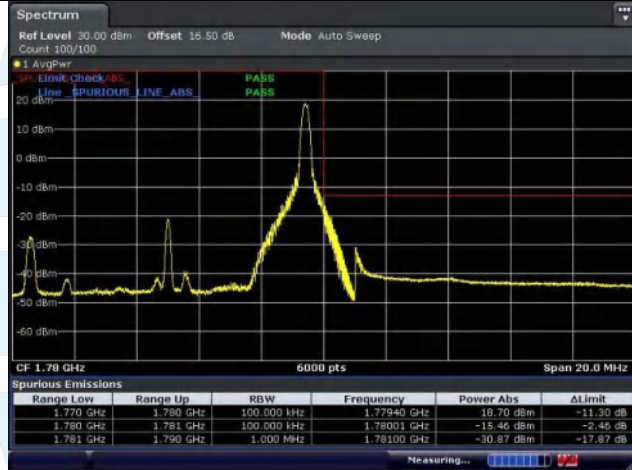 Spectrum
Ref Level 30.00 dBm Offset 16.50 dB Mode Auto Sweep
Count 100/100
1 AvgPwr
Limit Check PASS
Line _SPURIOUS_LINE_ABS_ PASS
20 dBm
10 dBm
0 dBm
-10 dBm
-20 dBm
-30 dBm
-40 dBm
-50 dBm
-60 dBm
CF 1.78 GHz 6000 pts Span 20.0 MHz
Spurious Emissions
Range Low Range Up RBW Frequency Power Abs ΔLimit
1.770 GHz 1.780 GHz 100.000 kHz 1.77940 GHz 18.70 dBm -11.30 dB
1.780 GHz 1.781 GHz 100.000 kHz 1.78001 GHz -15.46 dBm -2.46 dB
1.781 GHz 1.790 GHz 1.000 MHz 1.78100 GHz -30.87 dBm -17.87 dB
Measuring...